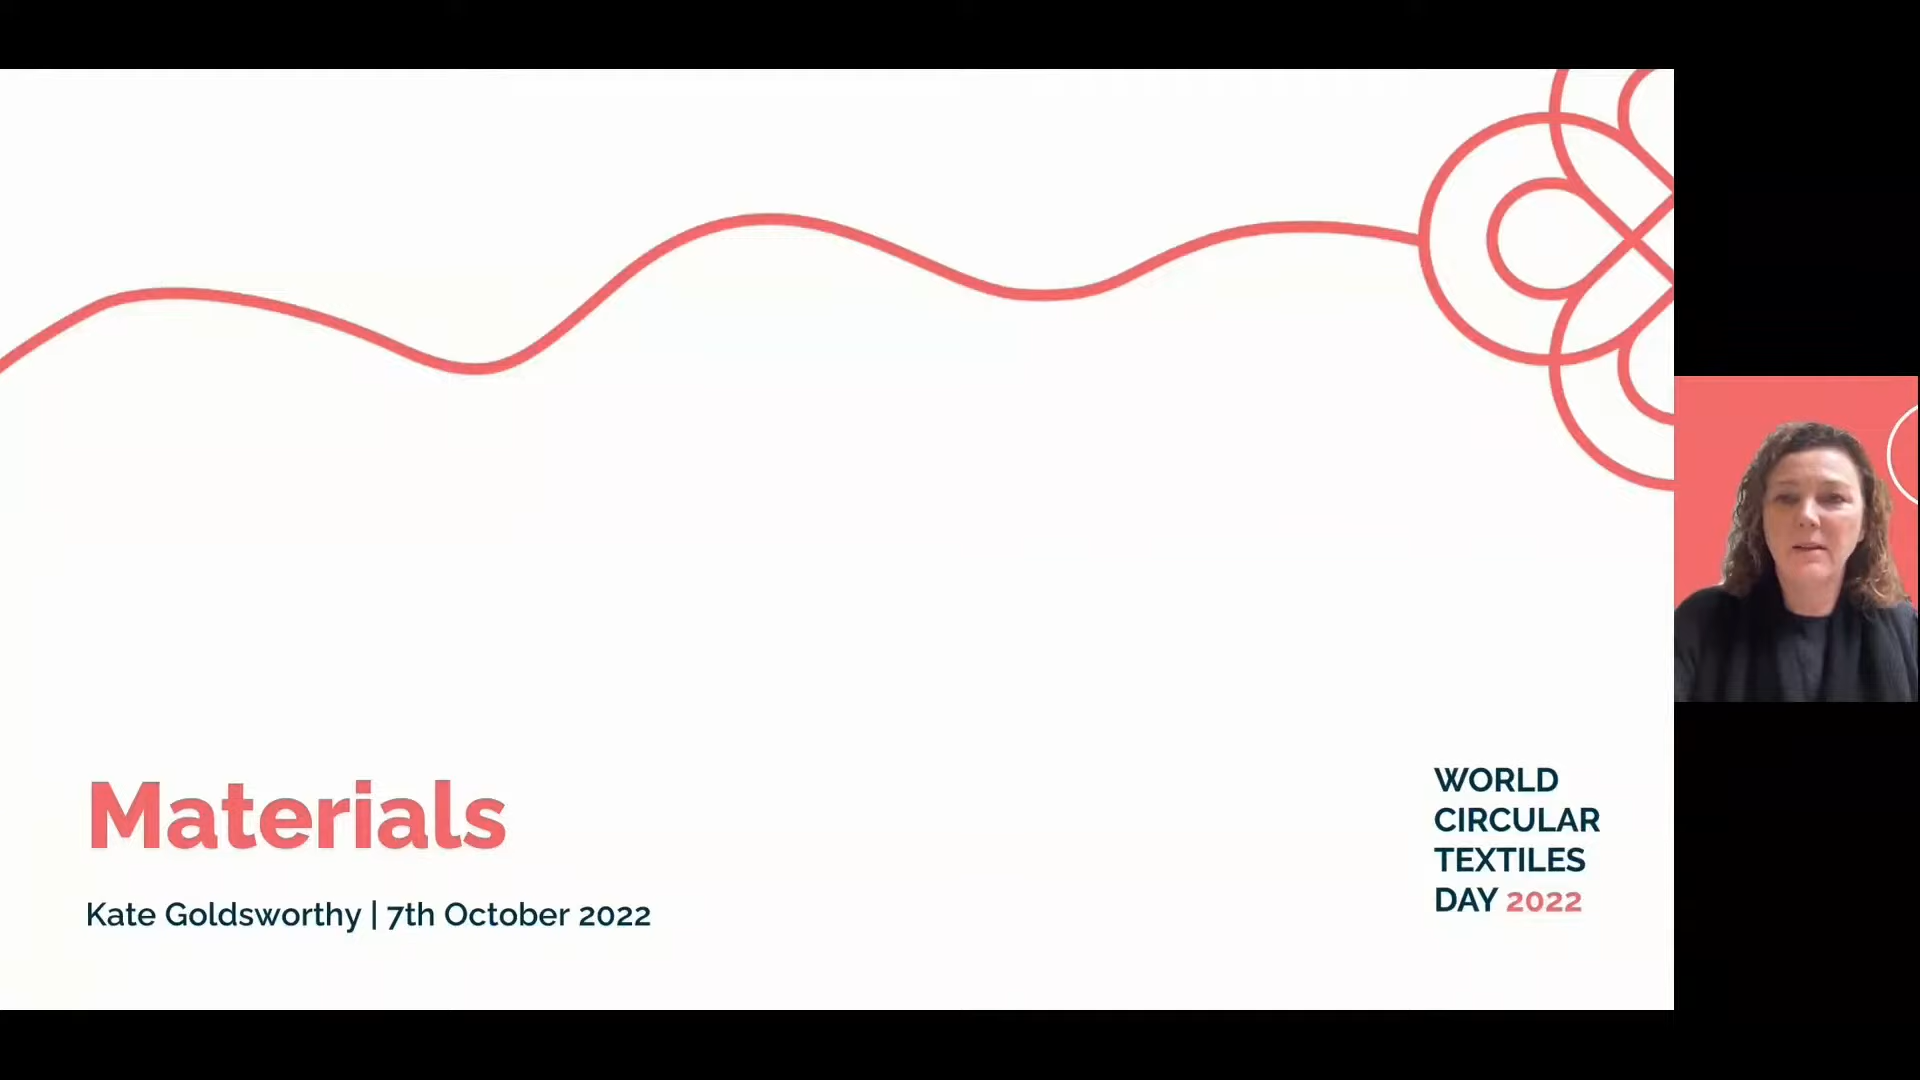 Materials
Kate Goldsworthy | 7th October 2022
WORLD
CIRCULAR
TEXTILES
DAY 2022